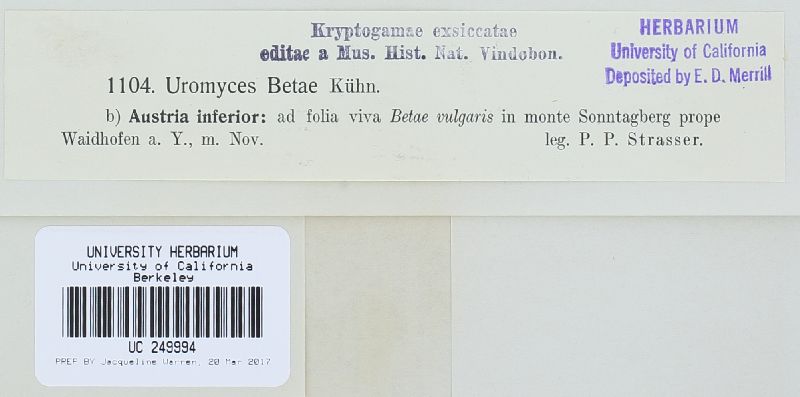 Kryptogamae exsiccatae
editae a Mus. Hist. Nat. Vindobon.
HERBARIUM
University of California
Deposited by E. D. Merrill
1104. Uromyces Betae Kühn.
b) Austria inferior: ad folia viva Betae vulgaris in monte Sonntagberg prope
Waidhofen a. Y., m. Nov.
leg. P. P. Strasser.
UNIVERSITY HERBARIUM
University of California
Berkeley
UC 249994
PREP BY Jacqueline Warren, 20 Mar 2017